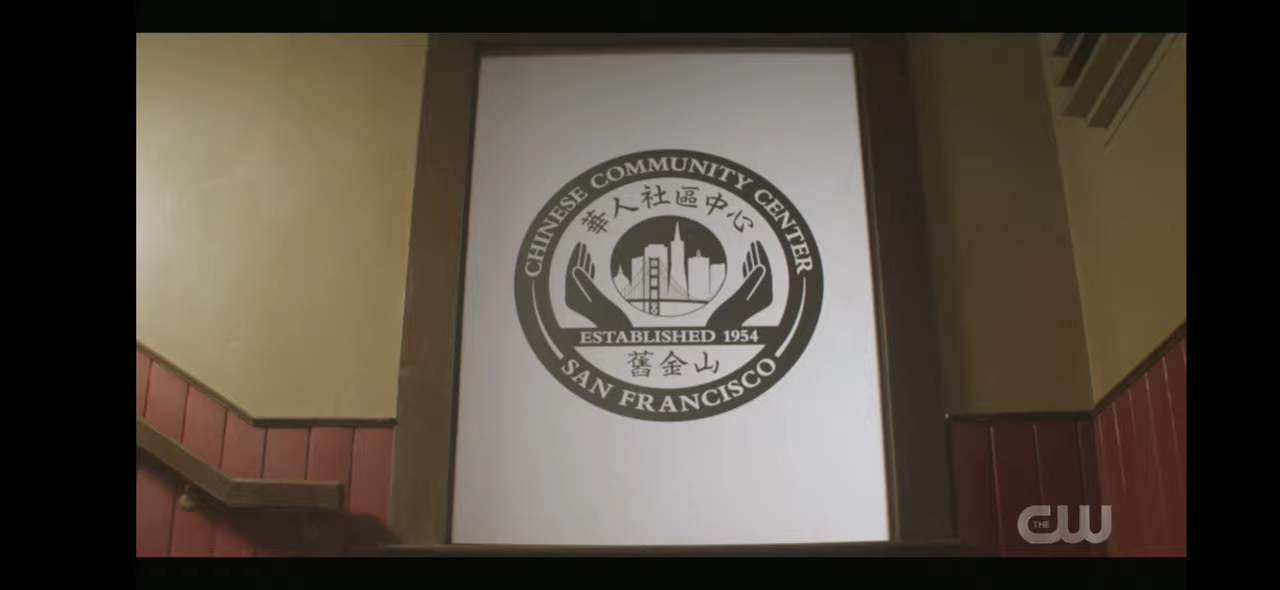 CHINESE COMMUNITY CENTER
華人社區中心
ESTABLISHED 1954
舊金山
SAN FRANCISCO
THE CW